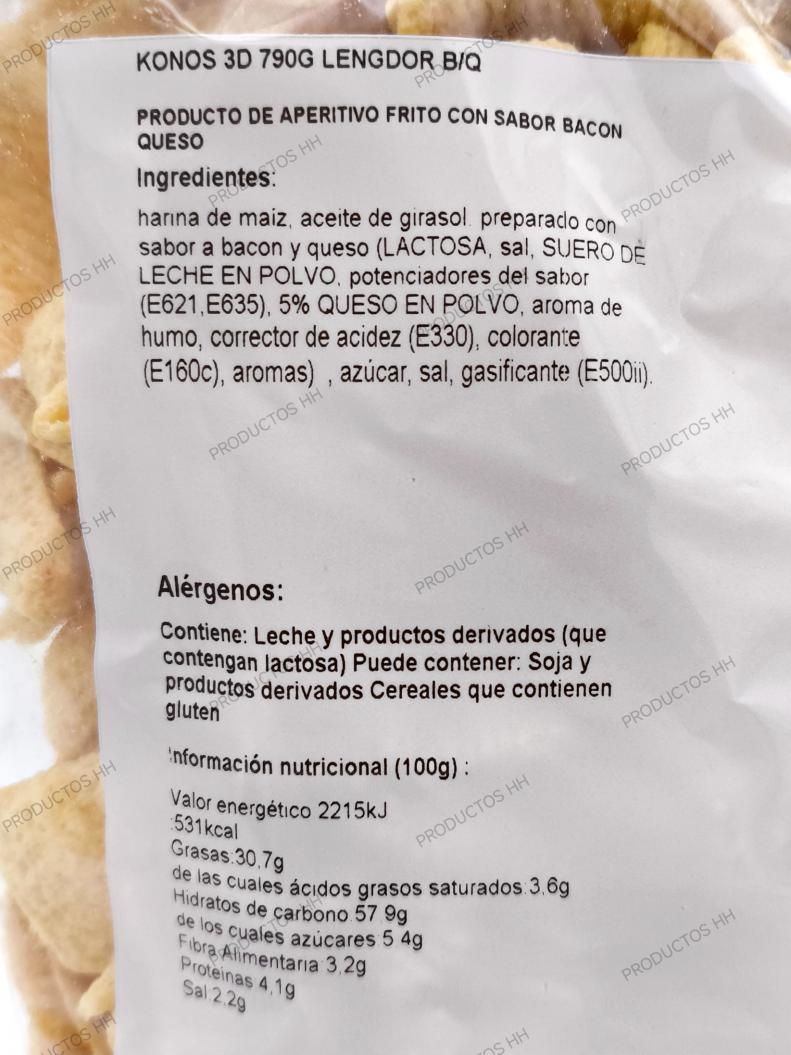 KONOS 3D 790G LENGDOR B/Q
PRODUCTO DE APERITIVO FRITO CON SABOR BACON
QUESO
Ingredientes:
harina de maiz, aceite de girasol. preparado con
sabor a bacon y queso (LACTOSA, sal, SUERO DE
LECHE EN POLVO, potenciadores del sabor
(E621,E635), 5% QUESO EN POLVO, aroma de
humo, corrector de acidez (E330), colorante
(E160c), aromas) , azúcar, sal, gasificante (E500ii).
Alérgenos:
Contiene: Leche y productos derivados (que
contengan lactosa) Puede contener: Soja y
productos derivados Cereales que contienen
gluten
Información nutricional (100g) :
Valor energético 2215kJ
:531kcal
Grasas:30,7g
de las cuales ácidos grasos saturados:3,6g
Hidratos de carbono 57 9g
de los cuales azúcares 5 4g
Fibra Alimentaria 3,2g
Proteinas 4,1g
Sal 2,2g
PRODUCTOS HH